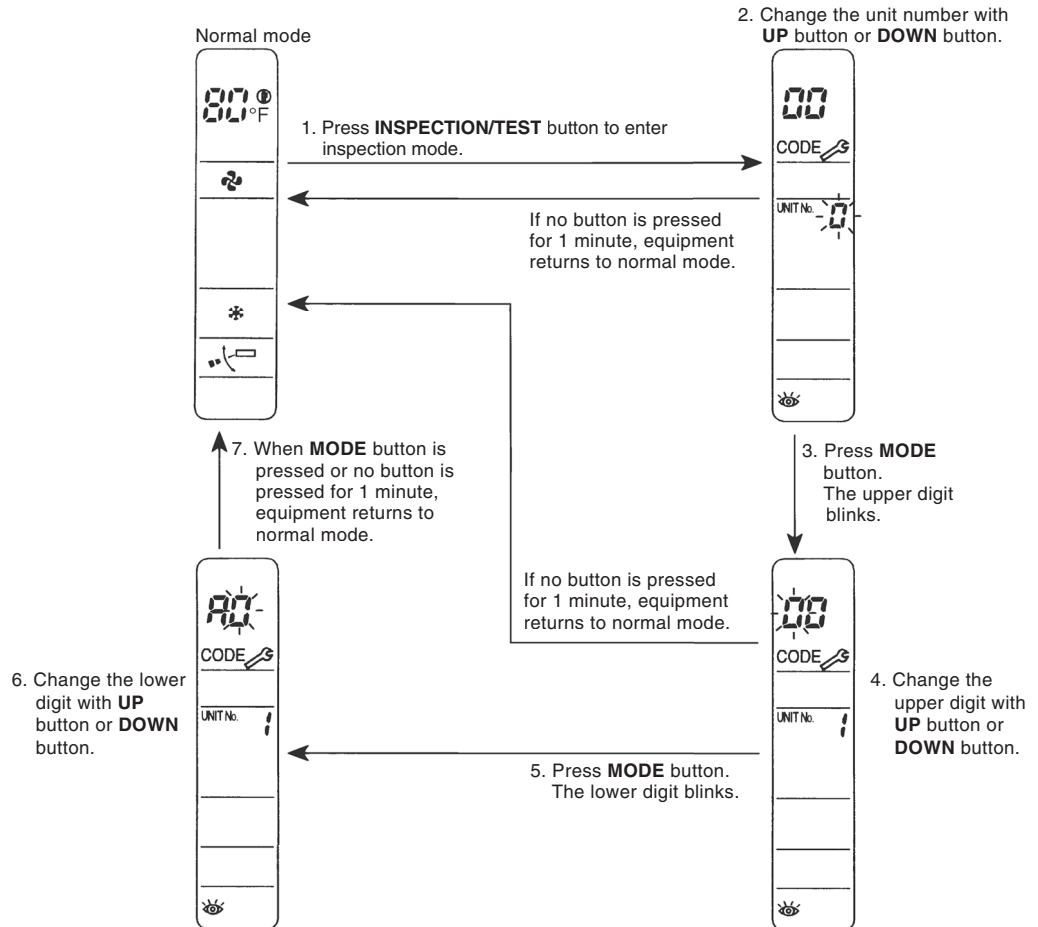 Normal mode
80 °F
1. Press INSPECTION/TEST button to enter
inspection mode.
2. Change the unit number with
UP button or DOWN button.
00
CODE
UNIT No. 0
If no button is pressed
for 1 minute, equipment
returns to normal mode.
3. Press MODE
button.
The upper digit
blinks.
00
CODE
UNIT No. 1
4. Change the
upper digit with
UP button or
DOWN button.
If no button is pressed
for 1 minute, equipment
returns to normal mode.
5. Press MODE button.
The lower digit blinks.
A0
CODE
UNIT No. 1
6. Change the lower
digit with UP
button or DOWN
button.
7. When MODE button is
pressed or no button is
pressed for 1 minute,
equipment returns to
normal mode.